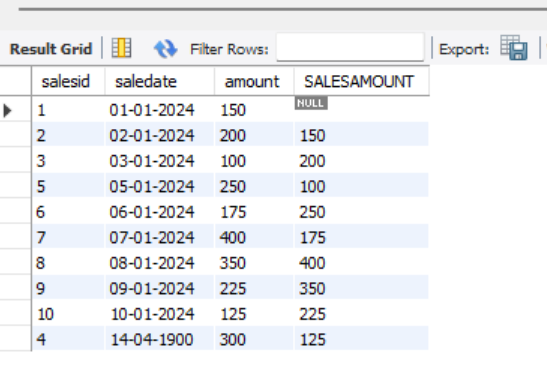 Result Grid Filter Rows: Export:
salesid saledate amount SALESAMOUNT
1 01-01-2024 150 NULL
2 02-01-2024 200 150
3 03-01-2024 100 200
5 05-01-2024 250 100
6 06-01-2024 175 250
7 07-01-2024 400 175
8 08-01-2024 350 400
9 09-01-2024 225 350
10 10-01-2024 125 225
4 14-04-1900 300 125